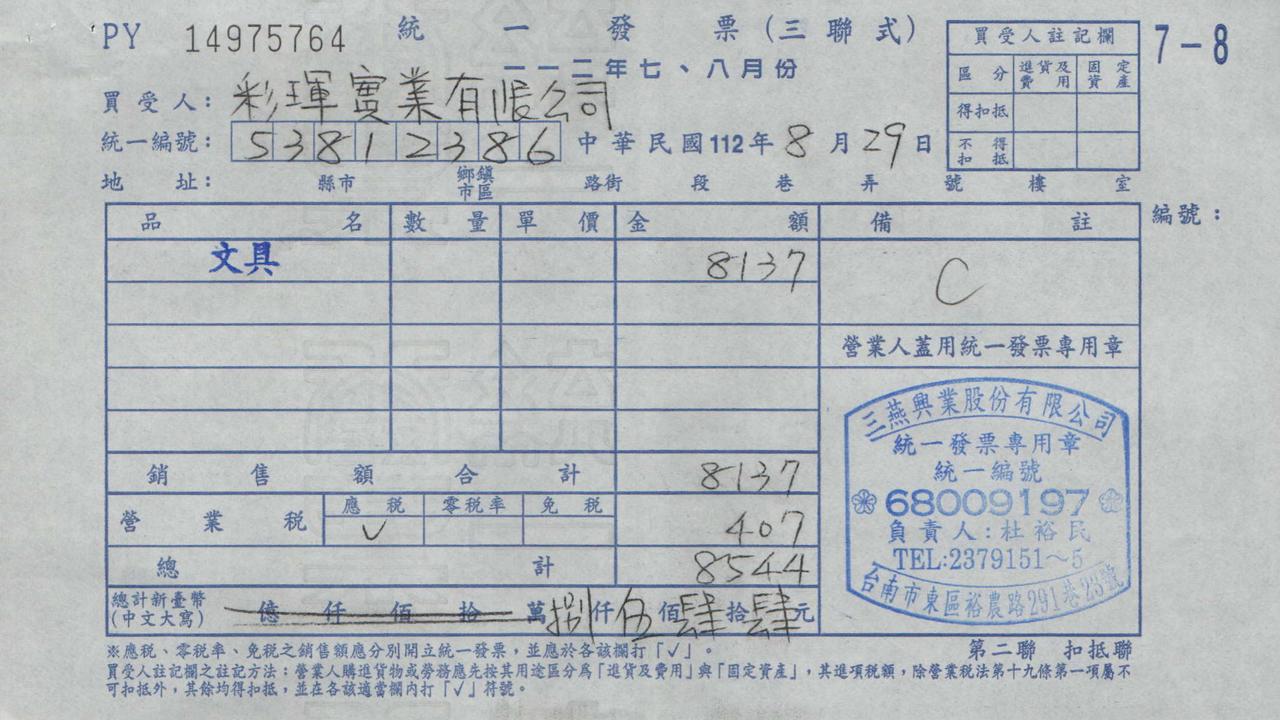 PY 14975764 統一發票(三聯式)
買受人註記欄
7-8
一一二年七、八月份
區分 進貨及費用 固定資產
得扣抵
不得扣抵
買受人: 彩琿實業有限公司
統一編號: 53812386 中華民國112年8月29日
地址: 縣市 鄉鎮市區 路街 段 巷 弄 號 樓 室
編號:
品名 數量 單價 金額 備註
文具 8137 C
營業人蓋用統一發票專用章
三燕興業股份有限公司
統一發票專用章
統一編號
68009197
負責人:杜裕民
TEL:2379151~5
台南市東區裕農路291巷23號
銷售額合計 8137
營業稅 應稅 零稅率 免稅
V 407
總計 8544
總計新臺幣(中文大寫) 億仟佰拾萬捌仟伍佰肆拾肆元
※應稅、零稅率、免稅之銷售額應分別開立統一發票,並應於各該欄打「✓」。
第二聯 扣抵聯
買受人註記欄之註記方法:營業人購進貨物或勞務應先按其用途區分為「進貨及費用」與「固定資產」,其進項稅額,除營業稅法第十九條第一項屬不
可扣抵外,其餘均得扣抵,並在各該適當欄內打「✓」符號。